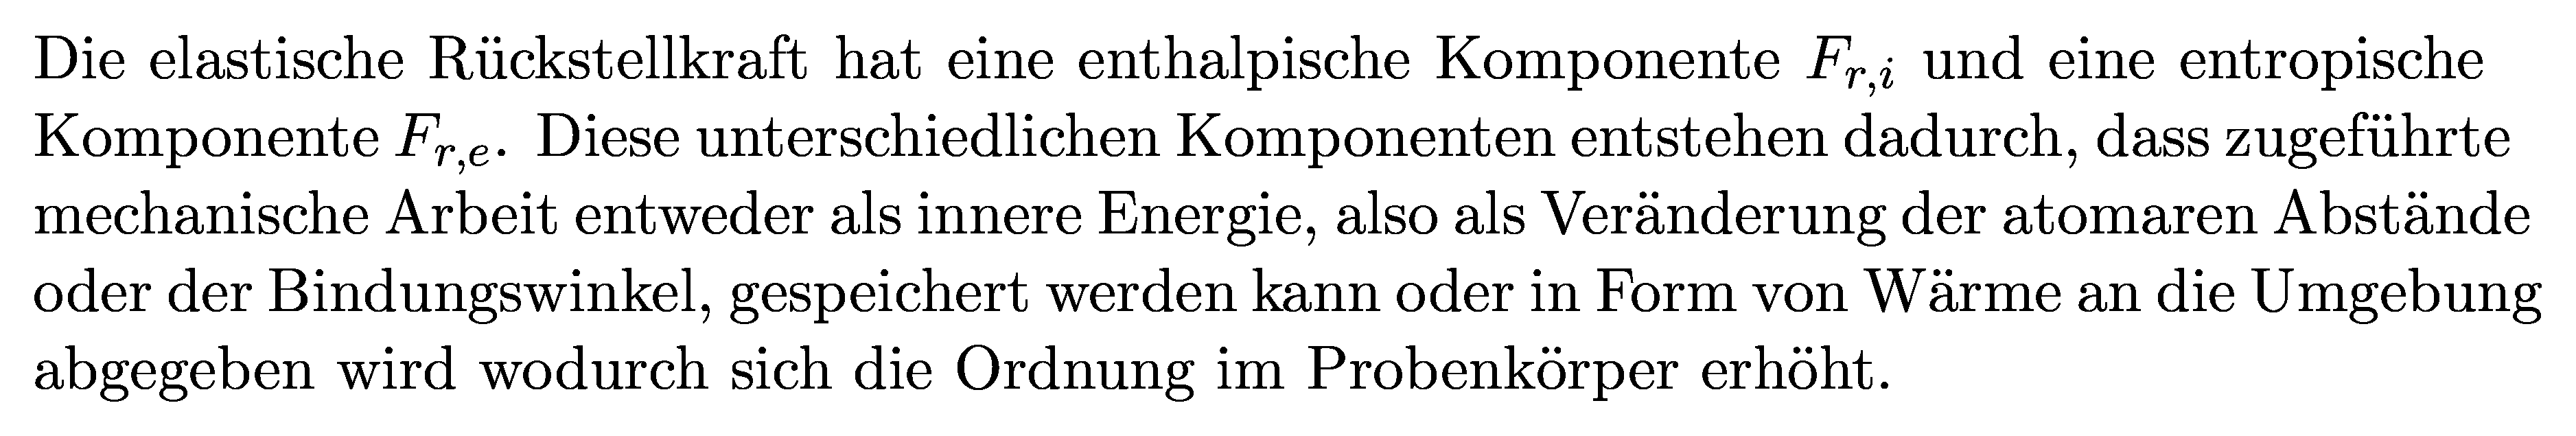 Die elastische Rückstellkraft hat eine enthalpische Komponente $F_{r,i}$ und eine entropische
Komponente $F_{r,e}$. Diese unterschiedlichen Komponenten entstehen dadurch, dass zugeführte
mechanische Arbeit entweder als innere Energie, also als Veränderung der atomaren Abstände
oder der Bindungswinkel, gespeichert werden kann oder in Form von Wärme an die Umgebung
abgegeben wird wodurch sich die Ordnung im Probenkörper erhöht.